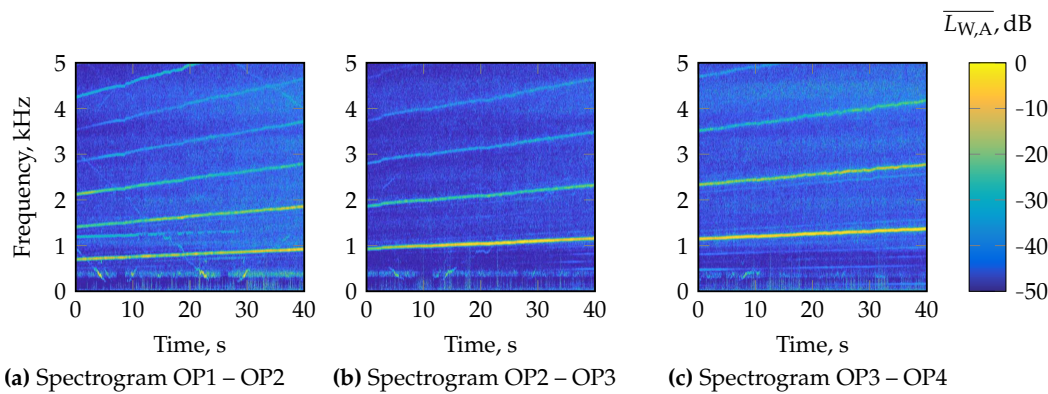 L̅W,A, dB
Frequency, kHz
5
4
3
2
1
0
0 10 20 30 40
Time, s
(a) Spectrogram OP1 – OP2
5
4
3
2
1
0
0 10 20 30 40
Time, s
(b) Spectrogram OP2 – OP3
5
4
3
2
1
0
0 10 20 30 40
Time, s
(c) Spectrogram OP3 – OP4
0
-10
-20
-30
-40
-50